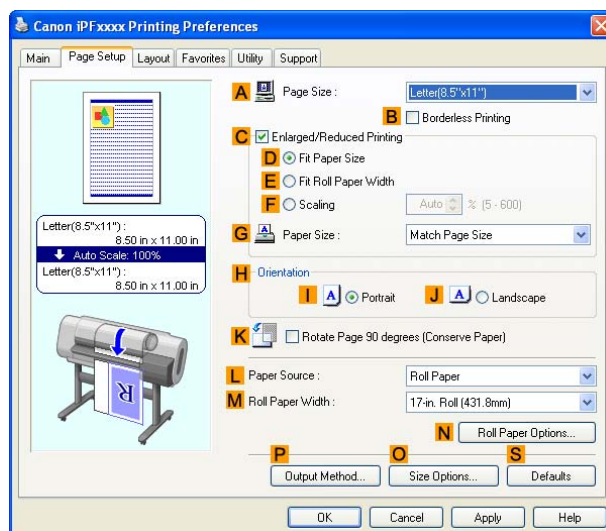 Canon iPFxxxx Printing Preferences
Main Page Setup Layout Favorites Utility Support
A Page Size : Letter(8.5"x11")
B Borderless Printing
C Enlarged/Reduced Printing
D Fit Paper Size
E Fit Roll Paper Width
F Scaling Auto % (5 - 600)
G A Paper Size : Match Page Size
Letter(8.5"x11") :
8.50 in x 11.00 in
Auto Scale: 100%
Letter(8.5"x11") :
8.50 in x 11.00 in
H Orientation
I A Portrait J A Landscape
K Rotate Page 90 degrees (Conserve Paper)
R
L Paper Source : Roll Paper
M Roll Paper Width : 17-in. Roll (431.8mm)
N Roll Paper Options...
P O S
Output Method... Size Options... Defaults
OK Cancel Apply Help